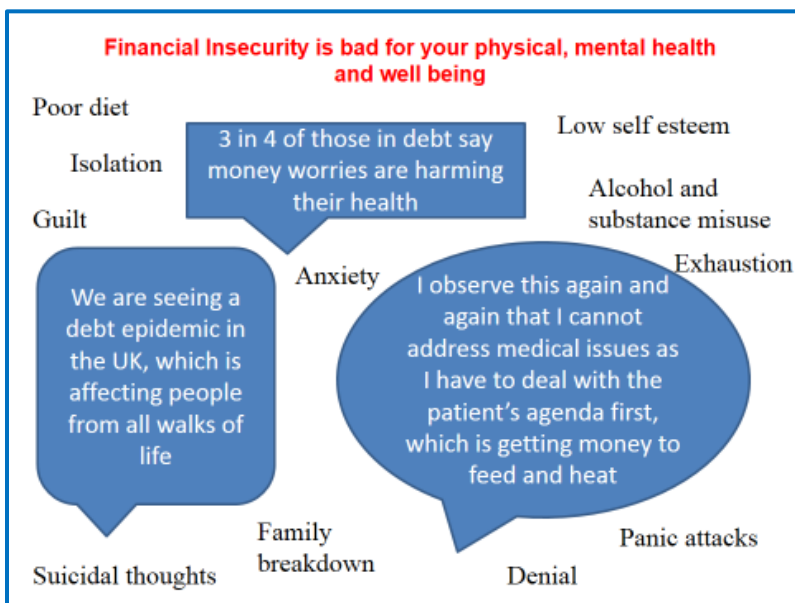 Financial Insecurity is bad for your physical, mental health
and well being
Poor diet
Isolation
Guilt
3 in 4 of those in debt say
money worries are harming
their health
Low self esteem
Alcohol and
substance misuse
Exhaustion
Anxiety
We are seeing a
debt epidemic in
the UK, which is
affecting people
from all walks of
life
I observe this again and
again that I cannot
address medical issues as
I have to deal with the
patient’s agenda first,
which is getting money to
feed and heat
Suicidal thoughts
Family
breakdown
Denial
Panic attacks